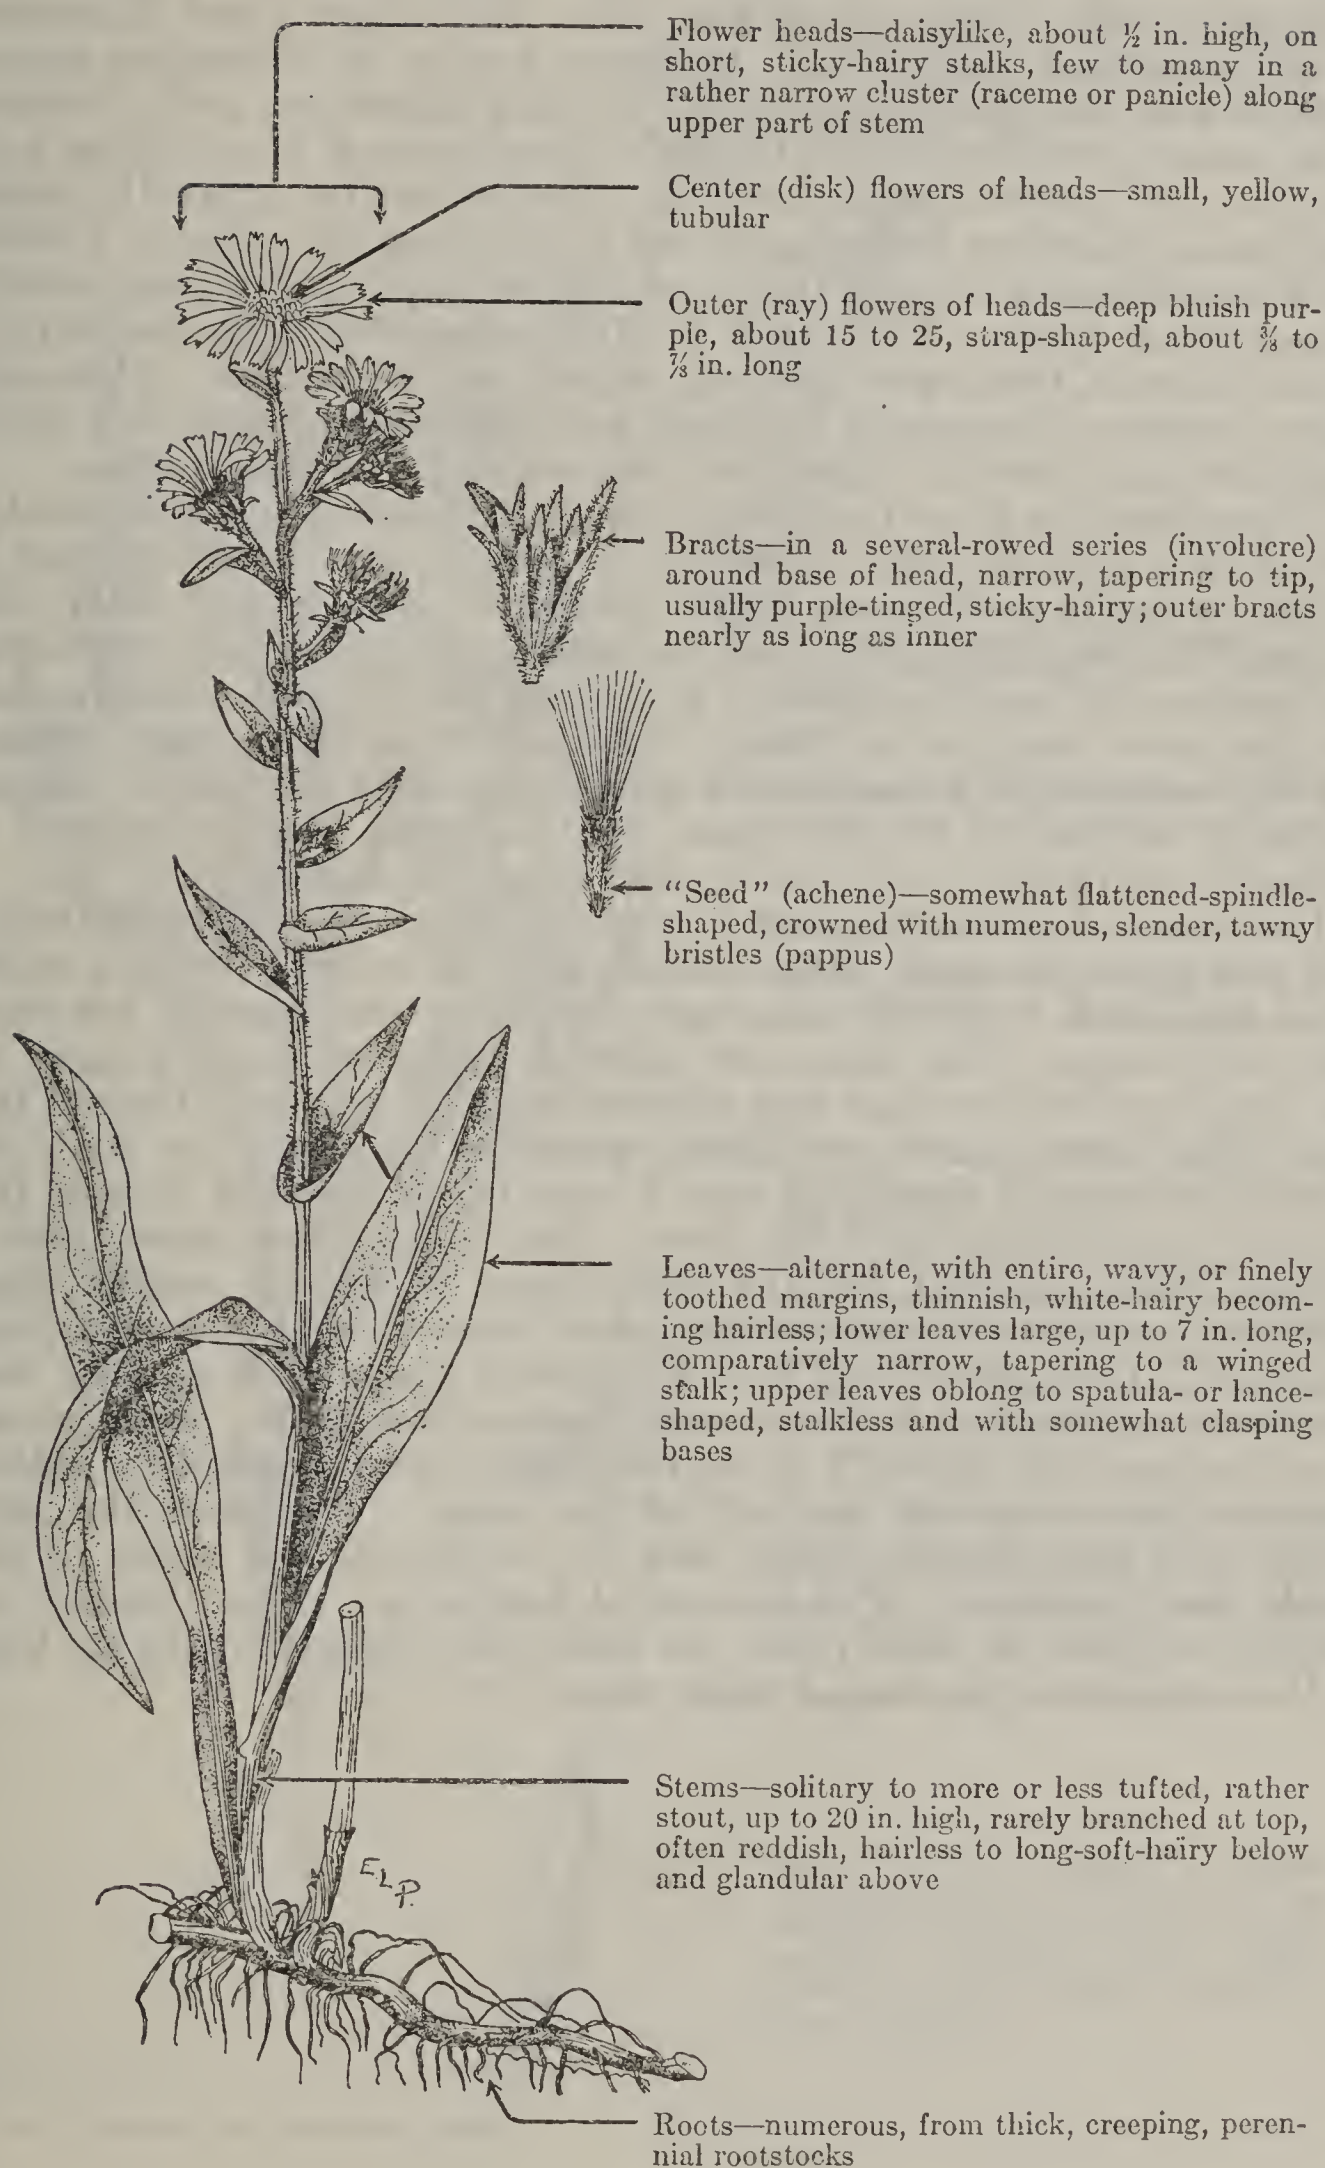 Flower heads—daisylike, about ½ in. high, on
short, sticky-hairy stalks, few to many in a
rather narrow cluster (raceme or panicle) along
upper part of stem
Center (disk) flowers of heads—small, yellow,
tubular
Outer (ray) flowers of heads—deep bluish pur-
ple, about 15 to 25, strap-shaped, about ⅜ to
⅞ in. long
Bracts—in a several-rowed series (involucre)
around base of head, narrow, tapering to tip,
usually purple-tinged, sticky-hairy; outer bracts
nearly as long as inner
"Seed" (achene)—somewhat flattened-spindle-
shaped, crowned with numerous, slender, tawny
bristles (pappus)
Leaves—alternate, with entire, wavy, or finely
toothed margins, thinnish, white-hairy becom-
ing hairless; lower leaves large, up to 7 in. long,
comparatively narrow, tapering to a winged
stalk; upper leaves oblong to spatula- or lance-
shaped, stalkless and with somewhat clasping
bases
Stems—solitary to more or less tufted, rather
stout, up to 20 in. high, rarely branched at top,
often reddish, hairless to long-soft-hairy below
and glandular above
E.L.P.
Roots—numerous, from thick, creeping, peren-
nial rootstocks